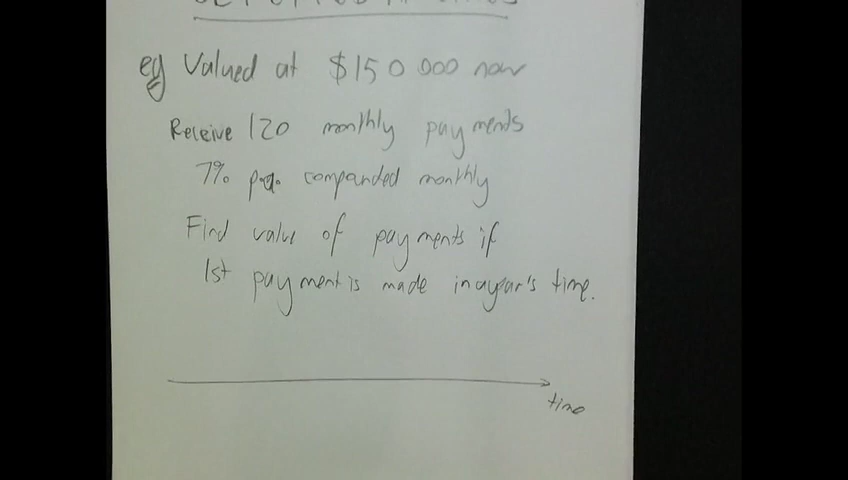 eg Valued at $150 000 now
Receive 120 monthly payments
7% p.a. compounded monthly
Find value of payments if
1st payment is made in a year's time.
time